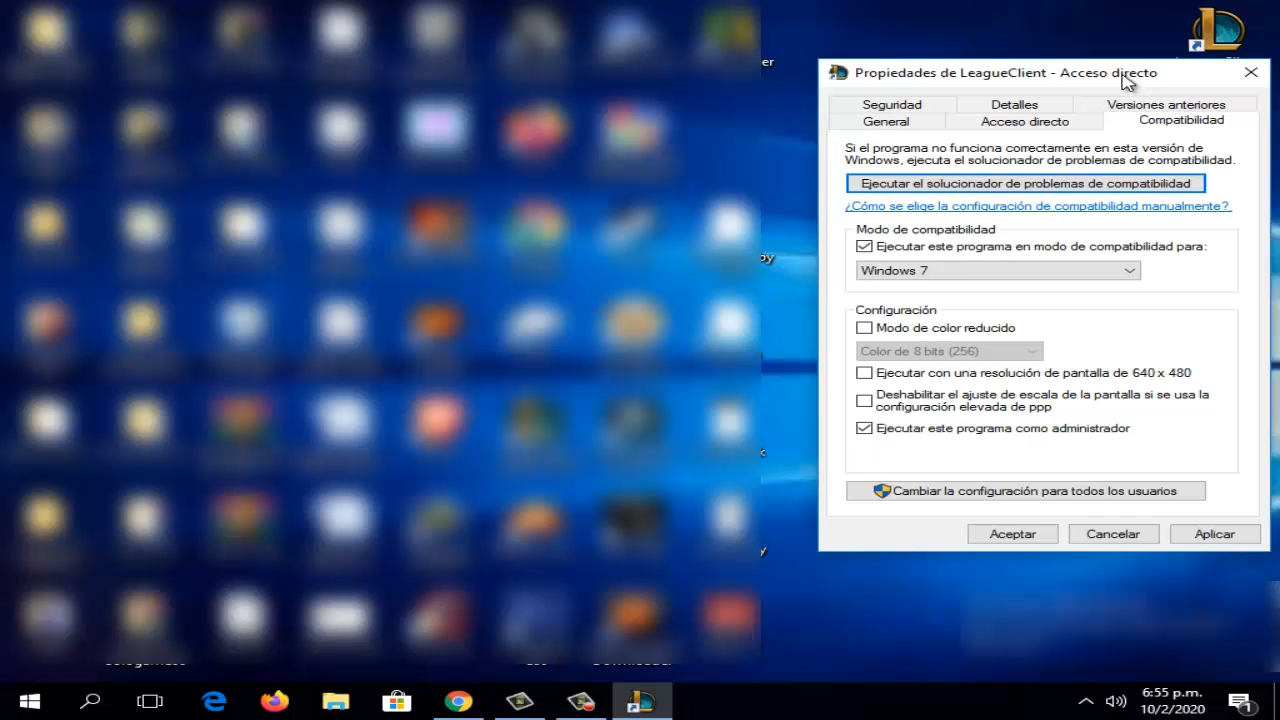 Propiedades de LeagueClient - Acceso directo
Seguridad
Detalles
Versiones anteriores
General
Acceso directo
Compatibilidad
Si el programa no funciona correctamente en esta versión de
Windows, ejecuta el solucionador de problemas de compatibilidad.
Ejecutar el solucionador de problemas de compatibilidad
¿Cómo se elige la configuración de compatibilidad manualmente?
Modo de compatibilidad
Ejecutar este programa en modo de compatibilidad para:
Windows 7
Configuración
Modo de color reducido
Color de 8 bits (256)
Ejecutar con una resolución de pantalla de 640 x 480
Deshabilitar el ajuste de escala de la pantalla si se usa la
configuración elevada de ppp
Ejecutar este programa como administrador
Cambiar la configuración para todos los usuarios
Aceptar
Cancelar
Aplicar
6:55 p.m.
10/2/2020
1